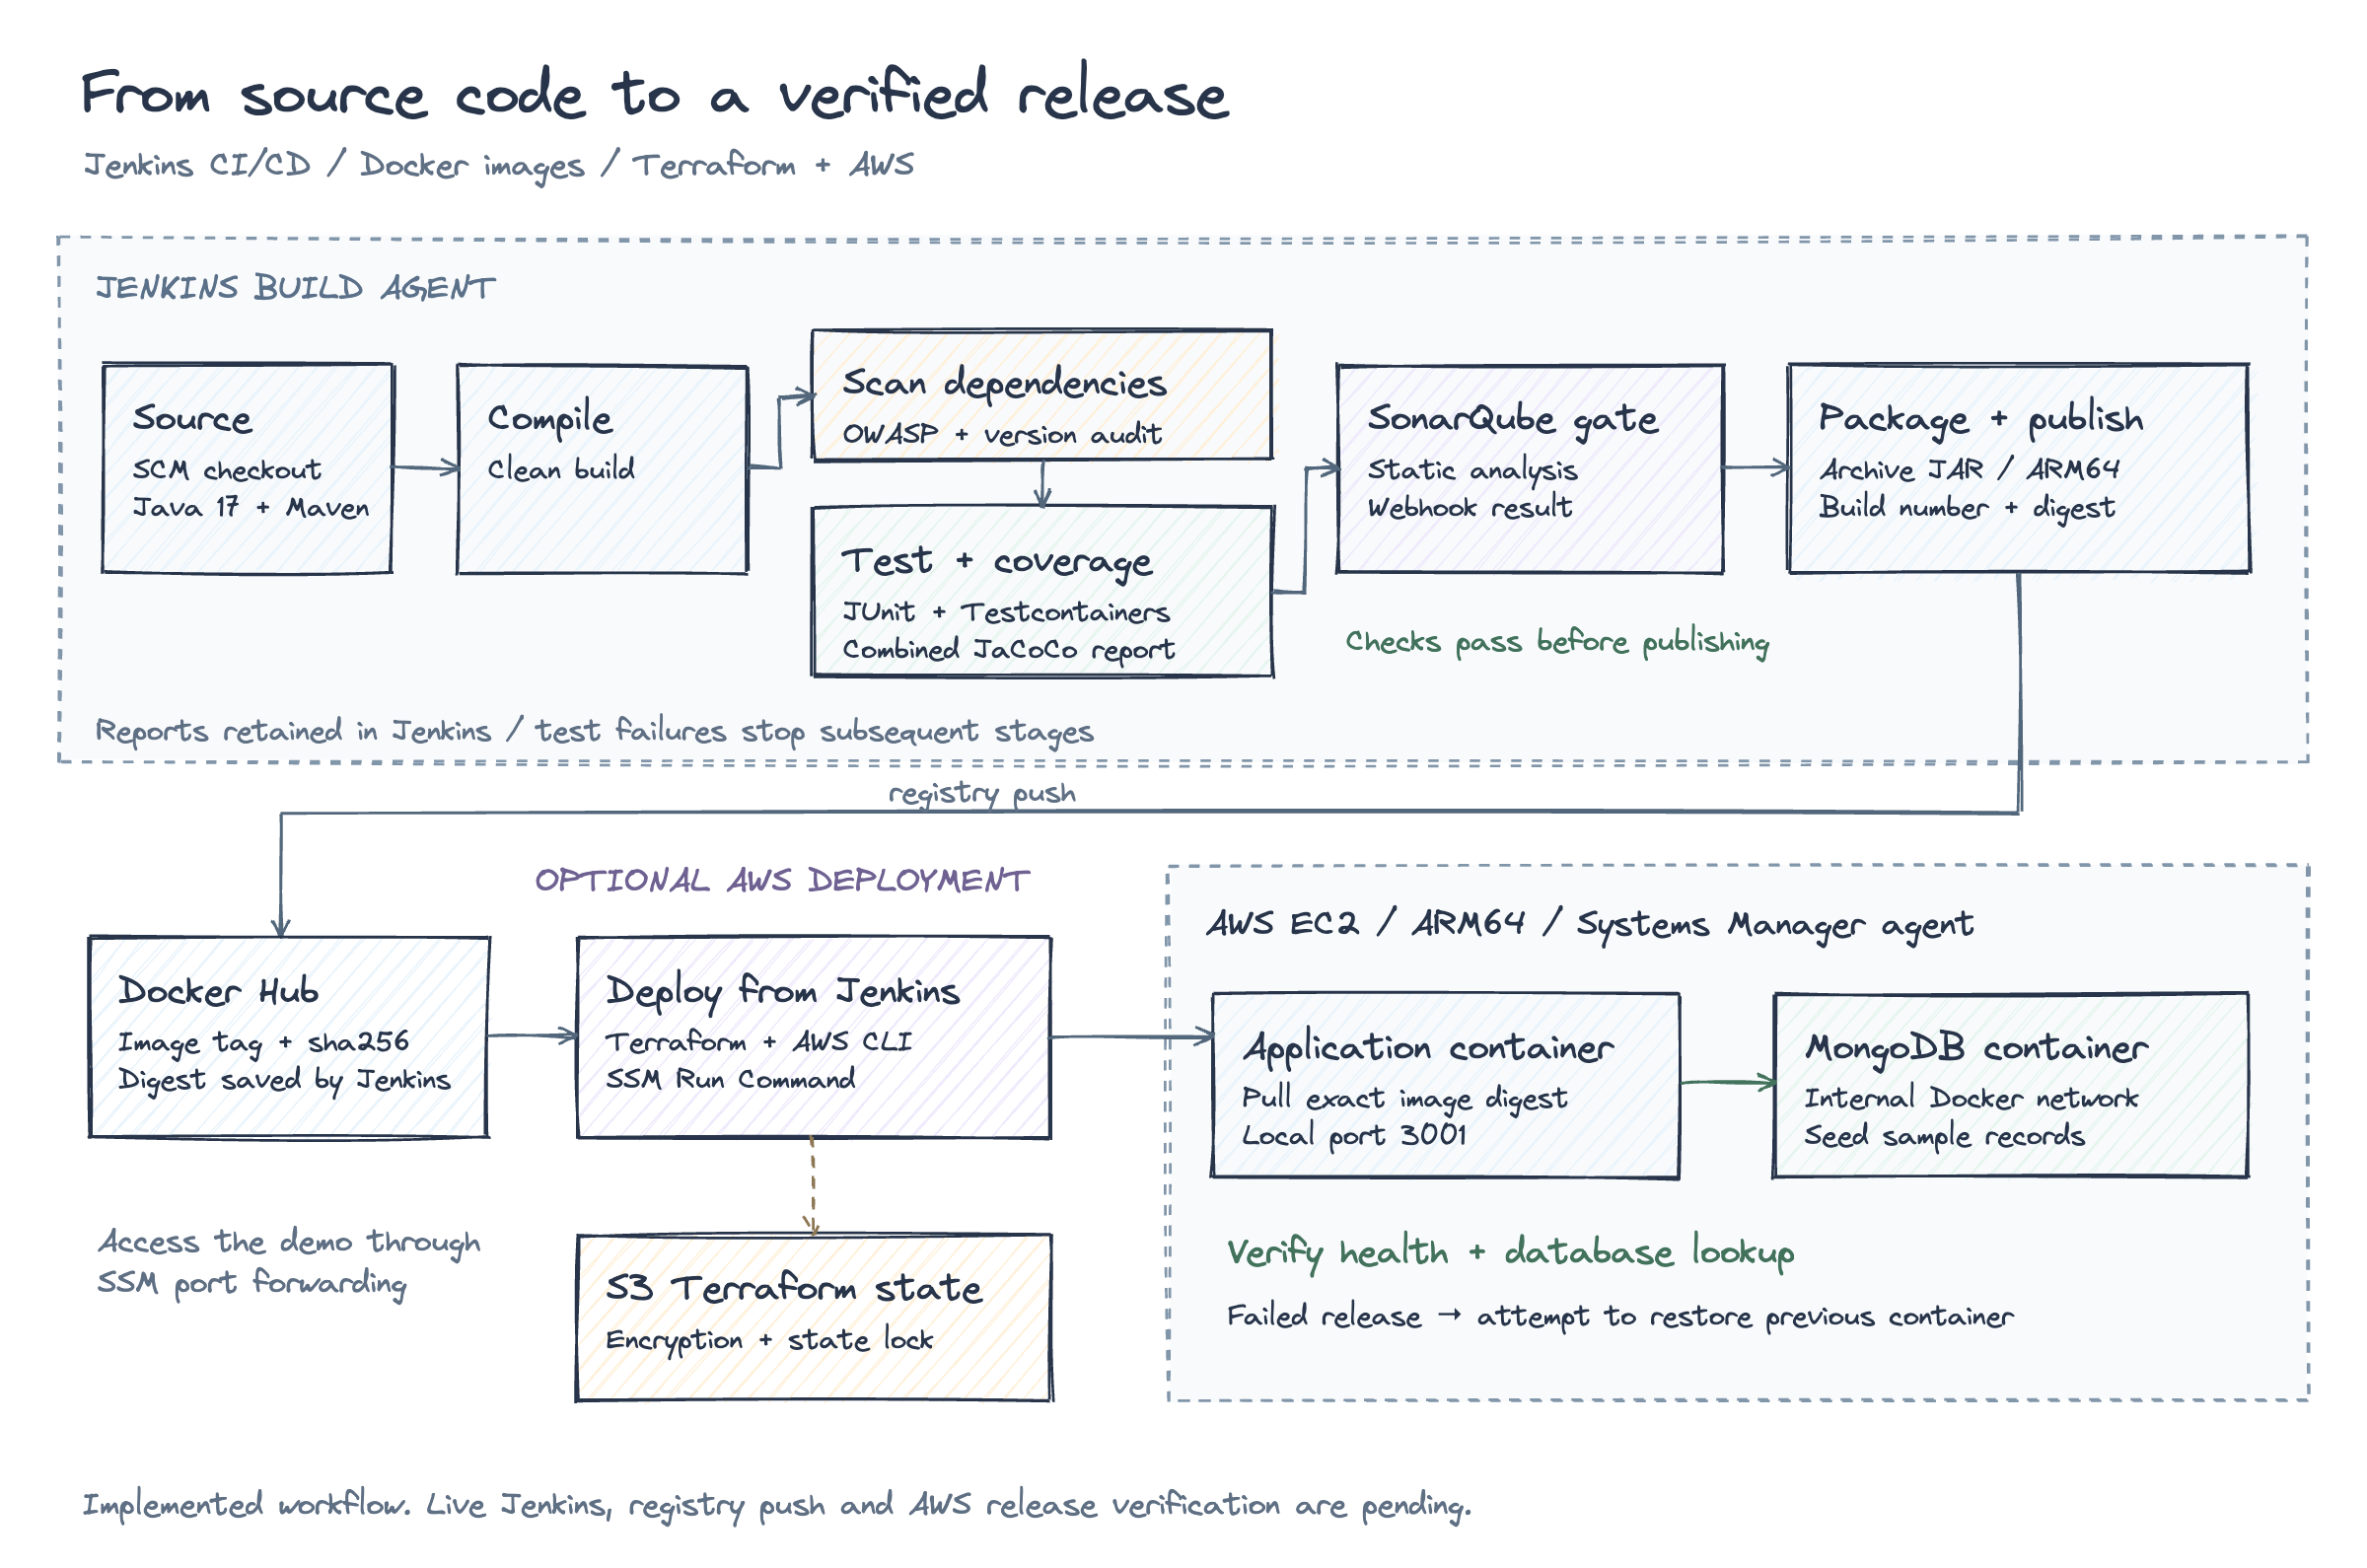 From source code to a verified release
Jenkins CI/CD / Docker images / Terraform + AWS
JENKINS BUILD AGENT
Source
SCM checkout
Java 17 + Maven
Compile
Clean build
Scan dependencies
OWASP + version audit
Test + coverage
JUnit + Testcontainers
Combined JaCoCo report
SonarQube gate
Static analysis
Webhook result
Package + publish
Archive JAR / ARM64
Build number + digest
Checks pass before publishing
Reports retained in Jenkins / test failures stop subsequent stages
registry push
OPTIONAL AWS DEPLOYMENT
Docker Hub
Image tag + sha256
Digest saved by Jenkins
Deploy from Jenkins
Terraform + AWS CLI
SSM Run Command
AWS EC2 / ARM64 / Systems Manager agent
Application container
Pull exact image digest
Local port 3001
MongoDB container
Internal Docker network
Seed sample records
Access the demo through
SSM port forwarding
S3 Terraform state
Encryption + state lock
Verify health + database lookup
Failed release → attempt to restore previous container
Implemented workflow. Live Jenkins, registry push and AWS release verification are pending.